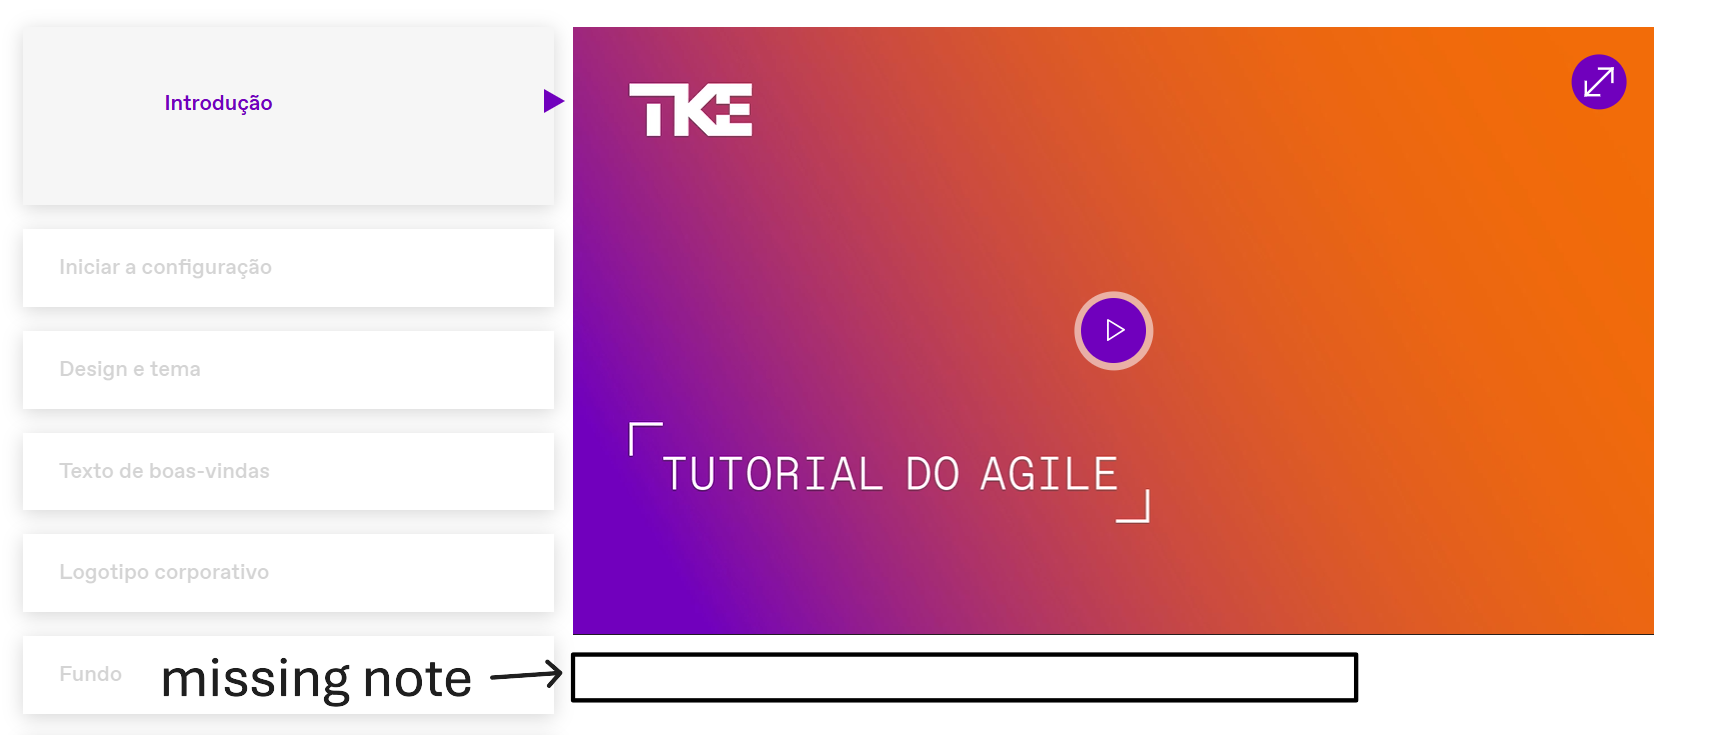 Introdução
Iniciar a configuração
Design e tema
Texto de boas-vindas
Logotipo corporativo
Fundo
missing note
TKE
TUTORIAL DO AGILE